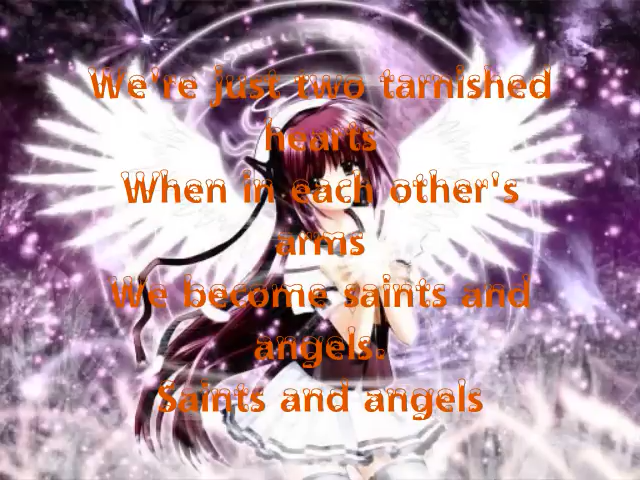 We're just two tarnished
hearts
When in each other's
arms
We become saints and
angels.
Saints and angels